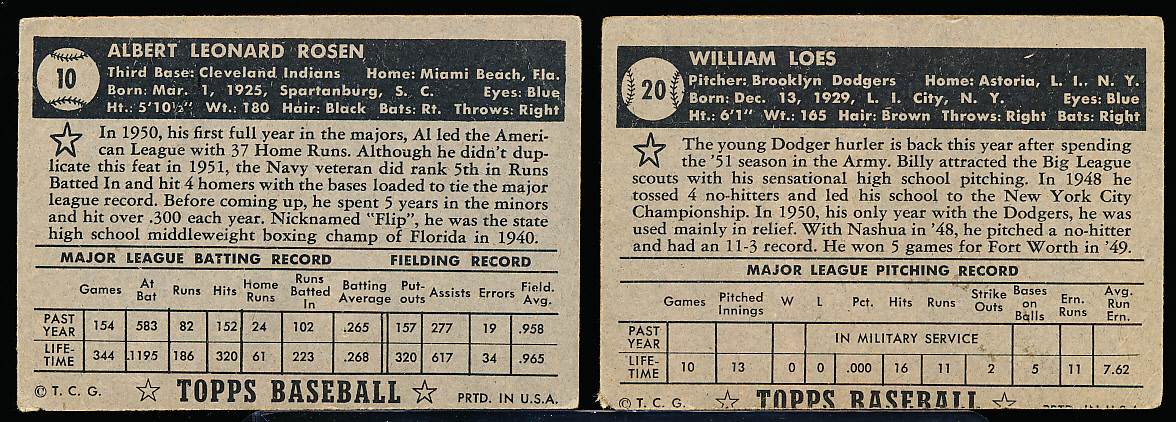 10
ALBERT LEONARD ROSEN
Third Base: Cleveland Indians Home: Miami Beach, Fla.
Born: Mar. 1, 1925, Spartanburg, S. C. Eyes: Blue
Ht.: 5'10½" Wt.: 180 Hair: Black Bats: Rt. Throws: Right
In 1950, his first full year in the majors, Al led the Ameri-
can League with 37 Home Runs. Although he didn't dup-
licate this feat in 1951, the Navy veteran did rank 5th in Runs
Batted In and hit 4 homers with the bases loaded to tie the major
league record. Before coming up, he spent 5 years in the minors
and hit over .300 each year. Nicknamed "Flip", he was the state
high school middleweight boxing champ of Florida in 1940.
MAJOR LEAGUE BATTING RECORD FIELDING RECORD
Games At Bat Runs Hits Home Runs Runs Batted In Batting Average Put-outs Assists Errors Field. Avg.
PAST YEAR 154 583 82 152 24 102 .265 157 277 19 .958
LIFE-TIME 344 .1195 186 320 61 223 .268 320 617 34 .965
© T. C. G. TOPPS BASEBALL PRTD. IN U.S.A.
20
WILLIAM LOES
Pitcher: Brooklyn Dodgers Home: Astoria, L. I., N. Y.
Born: Dec. 13, 1929, L. I. City, N. Y. Eyes: Blue
Ht.: 6'1" Wt.: 165 Hair: Brown Throws: Right Bats: Right
The young Dodger hurler is back this year after spending
the '51 season in the Army. Billy attracted the Big League
scouts with his sensational high school pitching. In 1948 he
tossed 4 no-hitters and led his school to the New York City
Championship. In 1950, his only year with the Dodgers, he was
used mainly in relief. With Nashua in '48, he pitched a no-hitter
and had an 11-3 record. He won 5 games for Fort Worth in '49.
MAJOR LEAGUE PITCHING RECORD
Games Pitched Innings W L Pct. Hits Runs Strike Outs Bases on Balls Ern. Runs Avg. Run Ern.
PAST YEAR IN MILITARY SERVICE
LIFE-TIME 10 13 0 0 .000 16 11 2 5 11 7.62
© T. C. G. TOPPS BASEBALL